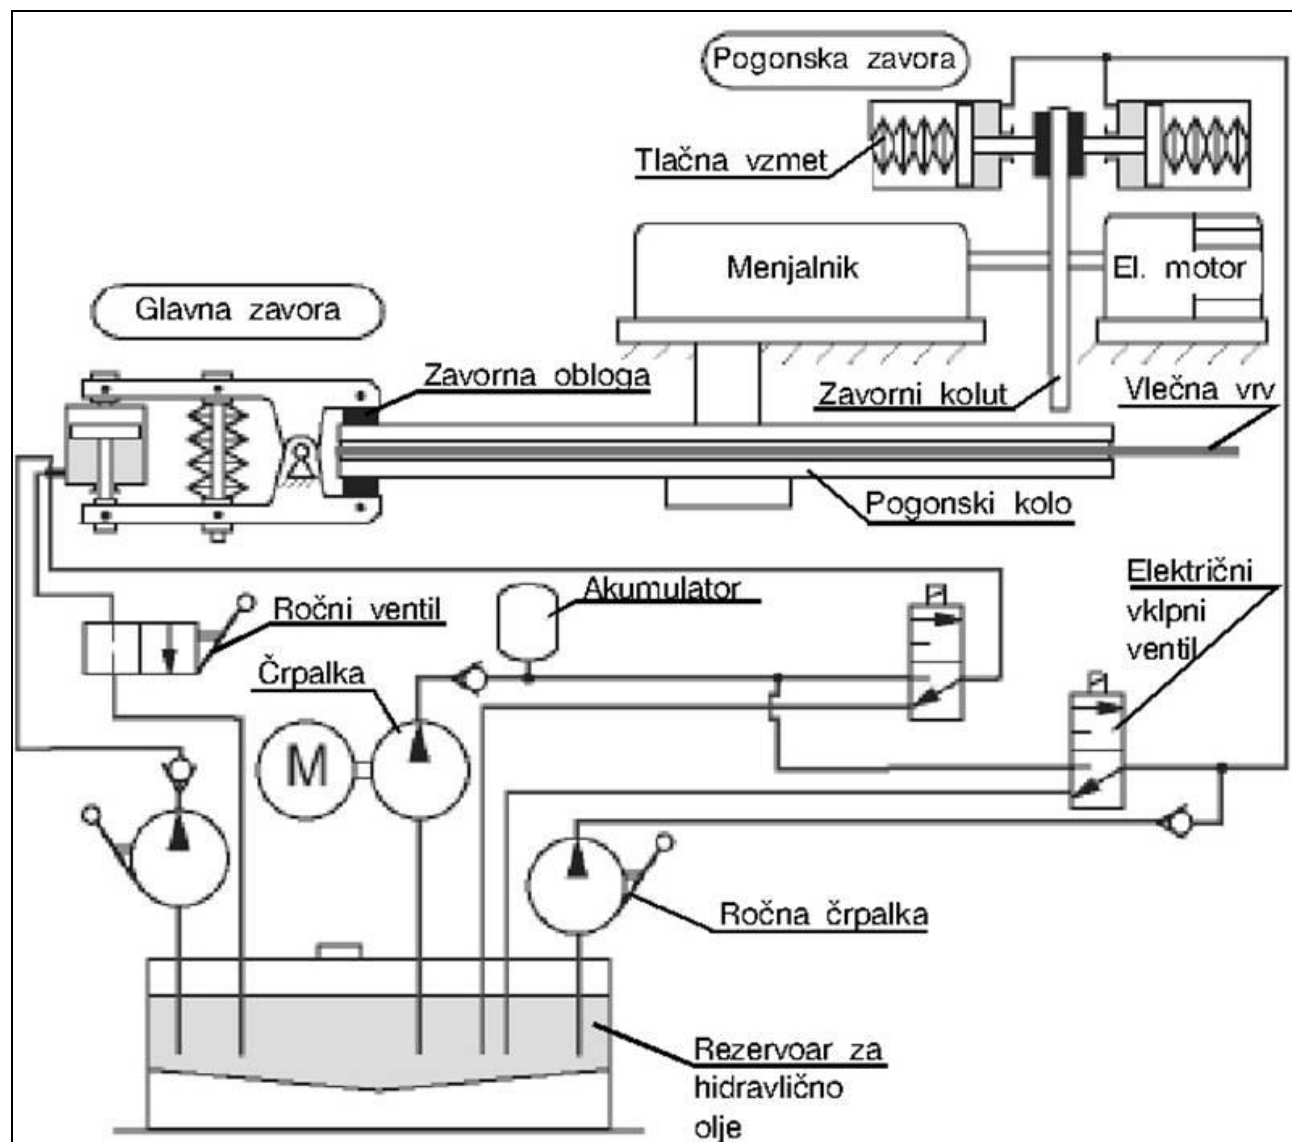 Pogonska zavora
Tlačna vzmet
Menjalnik
El. motor
Glavna zavora
Zavorna obloga
Zavorni kolut
Vlečna vrv
Pogonski kolo
Električni
vklpni
ventil
Akumulator
Ročni ventil
Črpalka
M
Ročna črpalka
Rezervoar za
hidravlično
olje